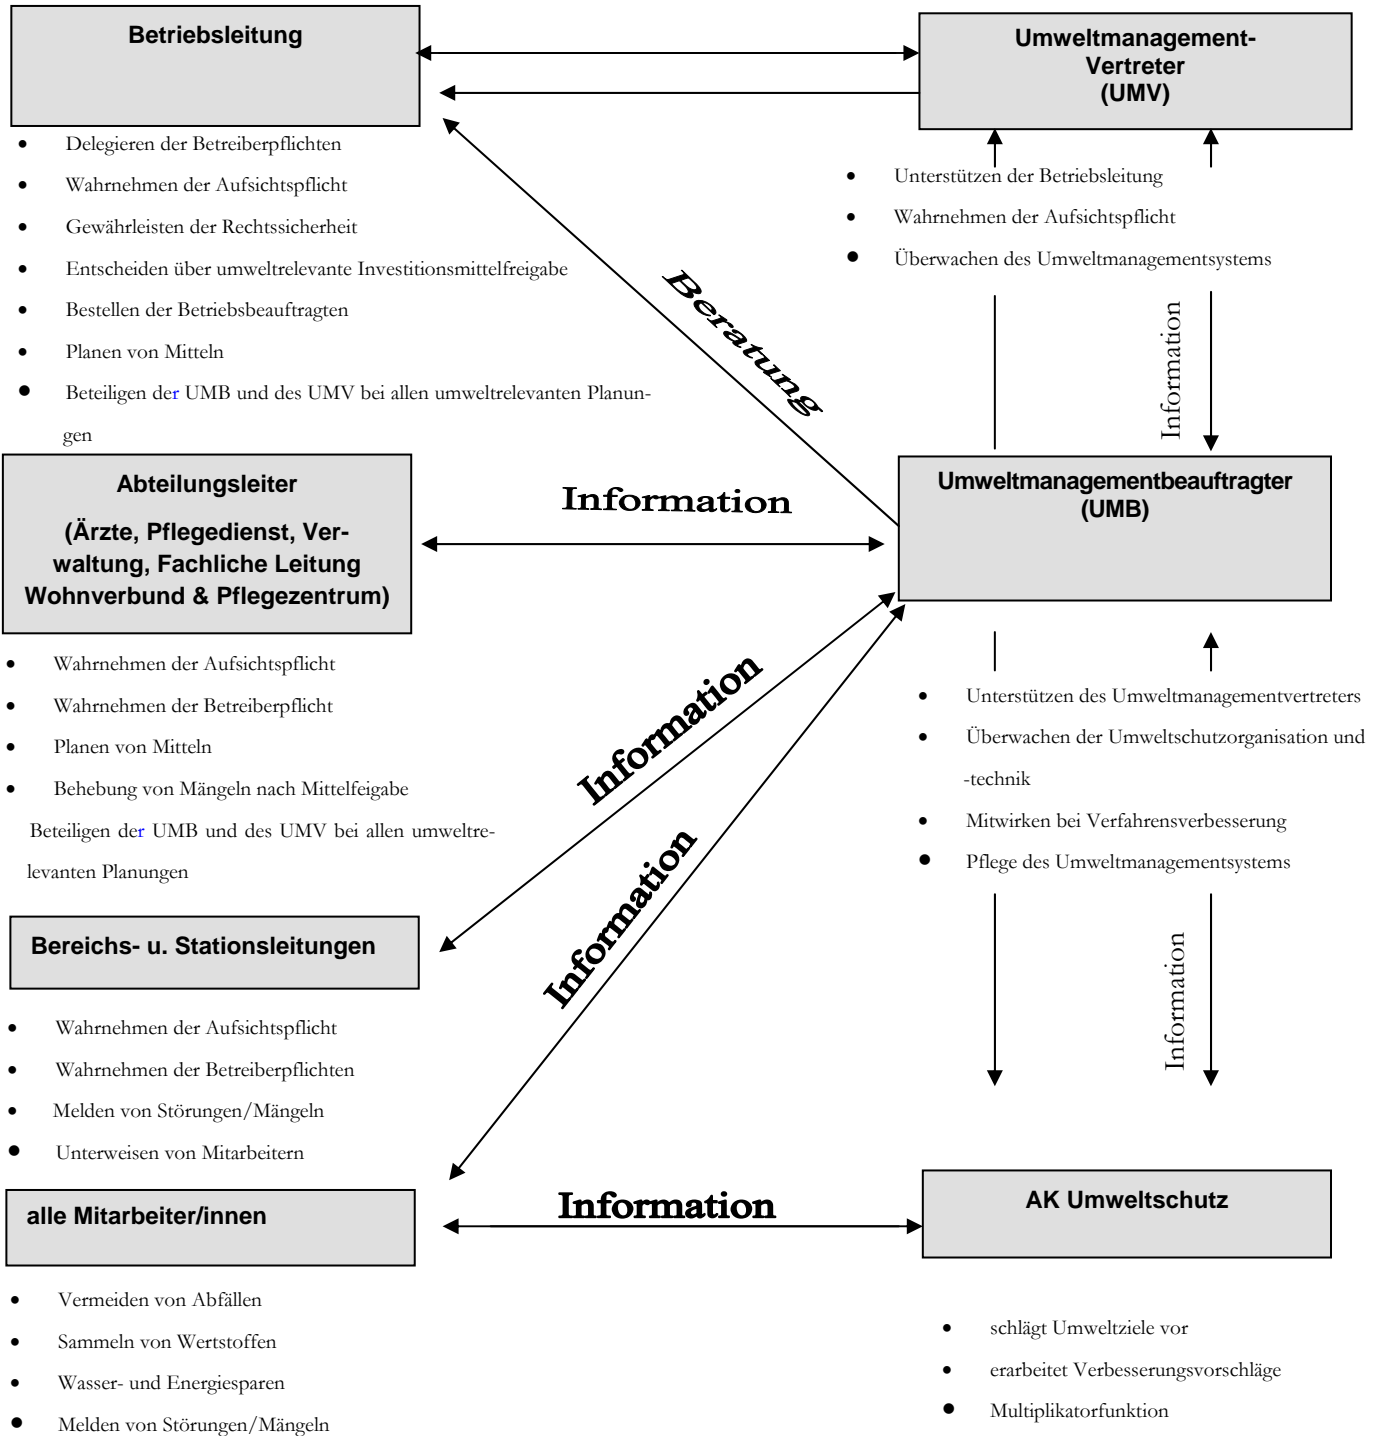 Betriebsleitung
Umweltmanagement-
Vertreter
(UMV)
• Delegieren der Betreiberpflichten
• Wahrnehmen der Aufsichtspflicht
• Gewährleisten der Rechtssicherheit
• Entscheiden über umweltrelevante Investitionsmittelfreigabe
• Bestellen der Betriebsbeauftragten
• Planen von Mitteln
• Beteiligen der UMB und des UMV bei allen umweltrelevanten Planun-
gen
• Unterstützen der Betriebsleitung
• Wahrnehmen der Aufsichtspflicht
• Überwachen des Umweltmanagementsystems
Beratung
Information
Abteilungsleiter
(Ärzte, Pflegedienst, Ver-
waltung, Fachliche Leitung
Wohnverbund & Pflegezentrum)
Information
Umweltmanagementbeauftragter
(UMB)
• Wahrnehmen der Aufsichtspflicht
• Wahrnehmen der Betreiberpflicht
• Planen von Mitteln
• Behebung von Mängeln nach Mittelfeigabe
Beteiligen der UMB und des UMV bei allen umweltre-
levanten Planungen
Information
Information
• Unterstützen des Umweltmanagementvertreters
• Überwachen der Umweltschutzorganisation und
-technik
• Mitwirken bei Verfahrensverbesserung
• Pflege des Umweltmanagementsystems
Information
Bereichs- u. Stationsleitungen
• Wahrnehmen der Aufsichtspflicht
• Wahrnehmen der Betreiberpflichten
• Melden von Störungen/Mängeln
• Unterweisen von Mitarbeitern
alle Mitarbeiter/innen
Information
AK Umweltschutz
• Vermeiden von Abfällen
• Sammeln von Wertstoffen
• Wasser- und Energiesparen
• Melden von Störungen/Mängeln
• schlägt Umweltziele vor
• erarbeitet Verbesserungsvorschläge
• Multiplikatorfunktion